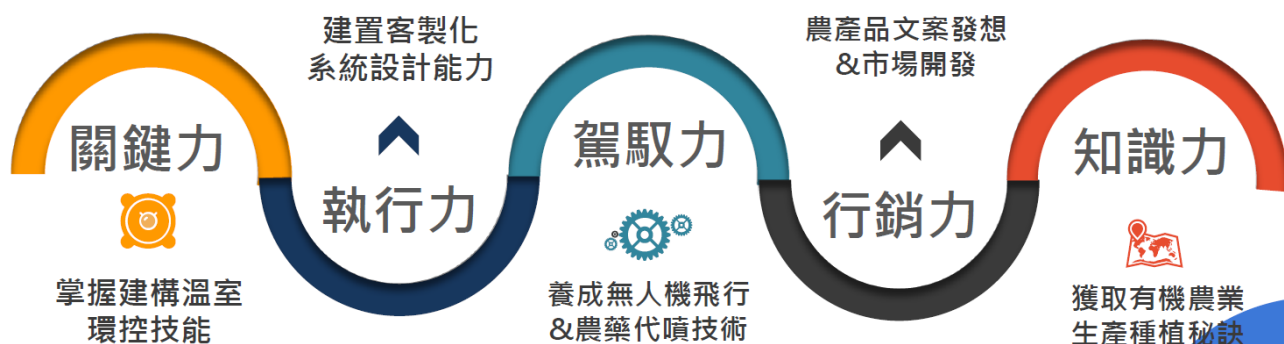 關鍵力
掌握建構溫室
環控技能
建置客製化
系統設計能力
執行力
駕馭力
養成無人機飛行
&農藥代噴技術
農產品文案發想
&市場開發
行銷力
知識力
獲取有機農業
生產種植秘訣